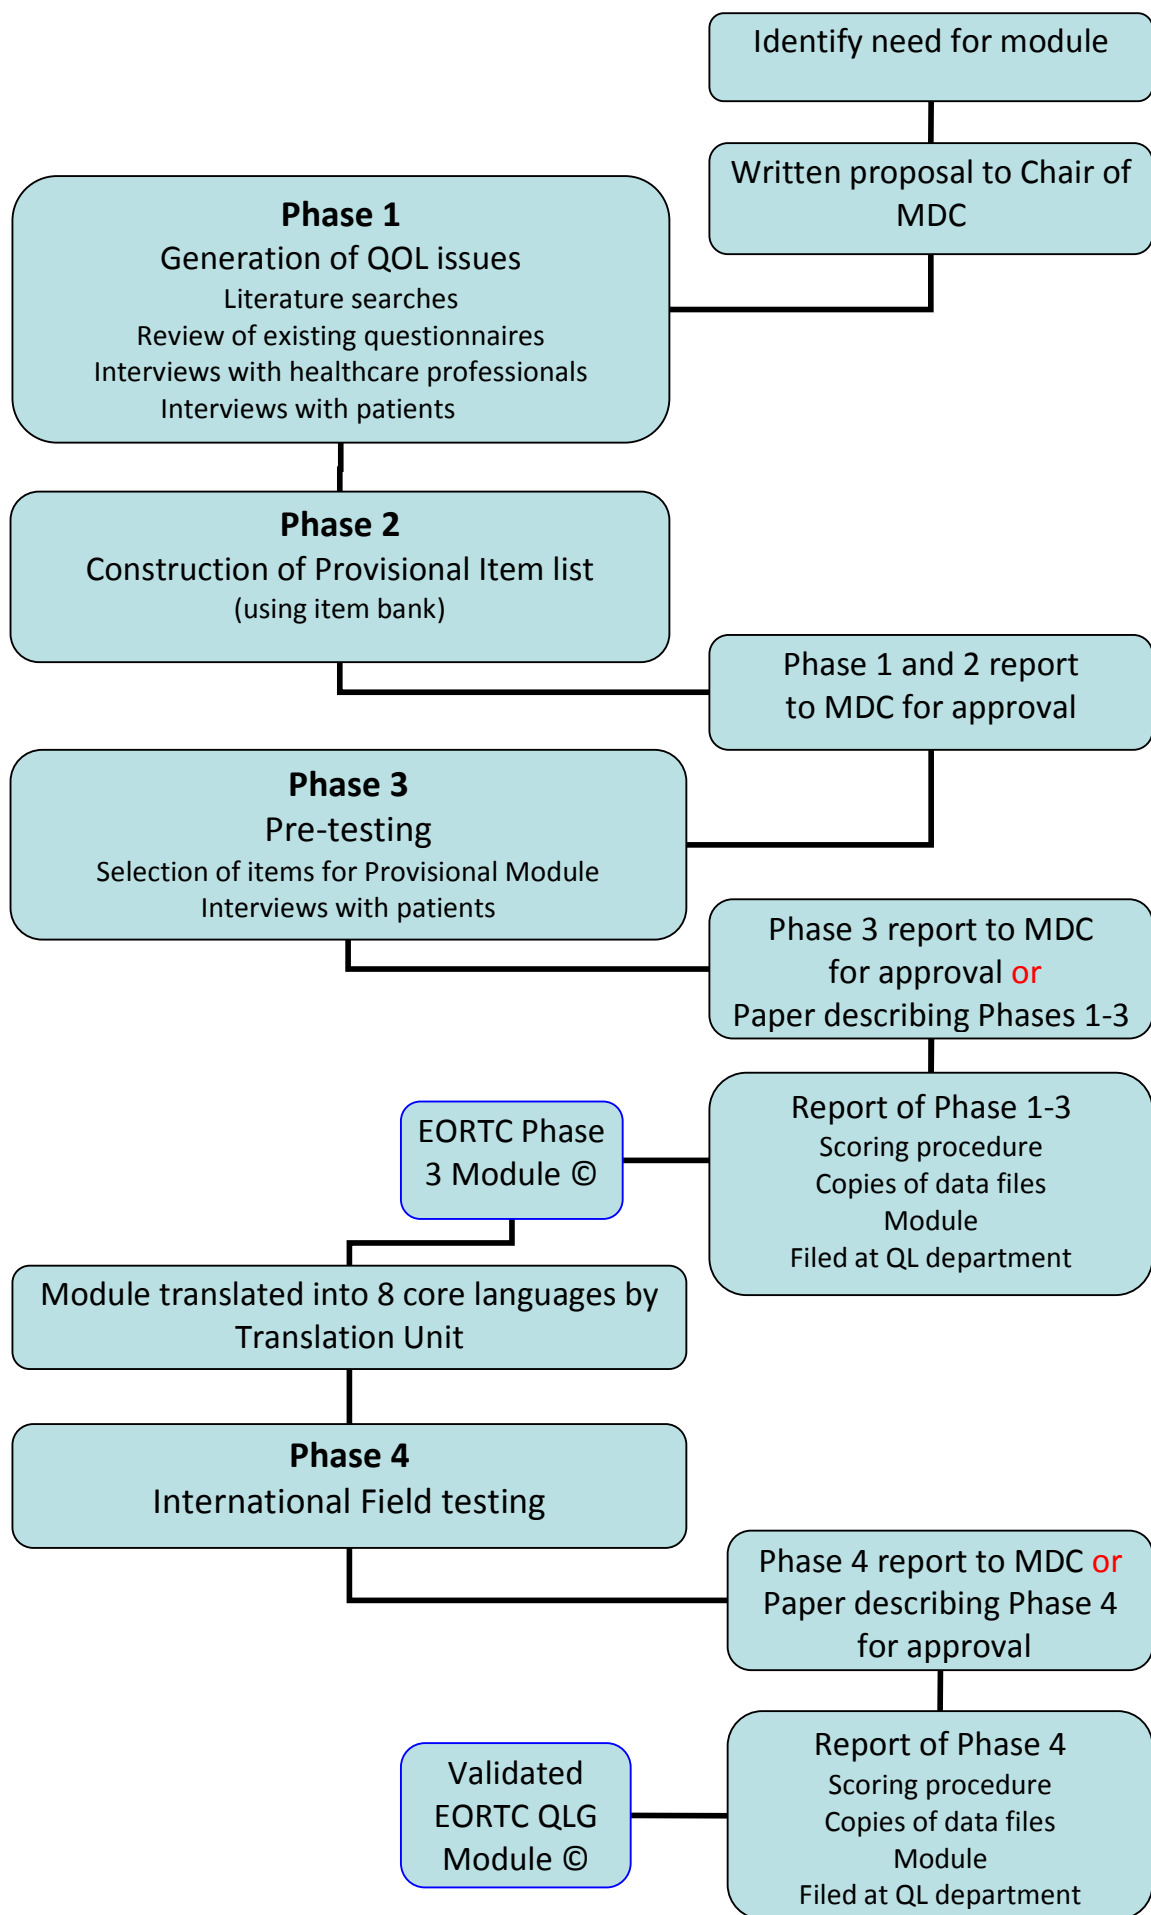 Identify need for module
Written proposal to Chair of
MDC
Phase 1
Generation of QOL issues
Literature searches
Review of existing questionnaires
Interviews with healthcare professionals
Interviews with patients
Phase 2
Construction of Provisional Item list
(using item bank)
Phase 1 and 2 report
to MDC for approval
Phase 3
Pre-testing
Selection of items for Provisional Module
Interviews with patients
Phase 3 report to MDC
for approval or
Paper describing Phases 1-3
Report of Phase 1-3
Scoring procedure
Copies of data files
Module
Filed at QL department
EORTC Phase
3 Module ©
Module translated into 8 core languages by
Translation Unit
Phase 4
International Field testing
Phase 4 report to MDC or
Paper describing Phase 4
for approval
Report of Phase 4
Scoring procedure
Copies of data files
Module
Filed at QL department
Validated
EORTC QLG
Module ©